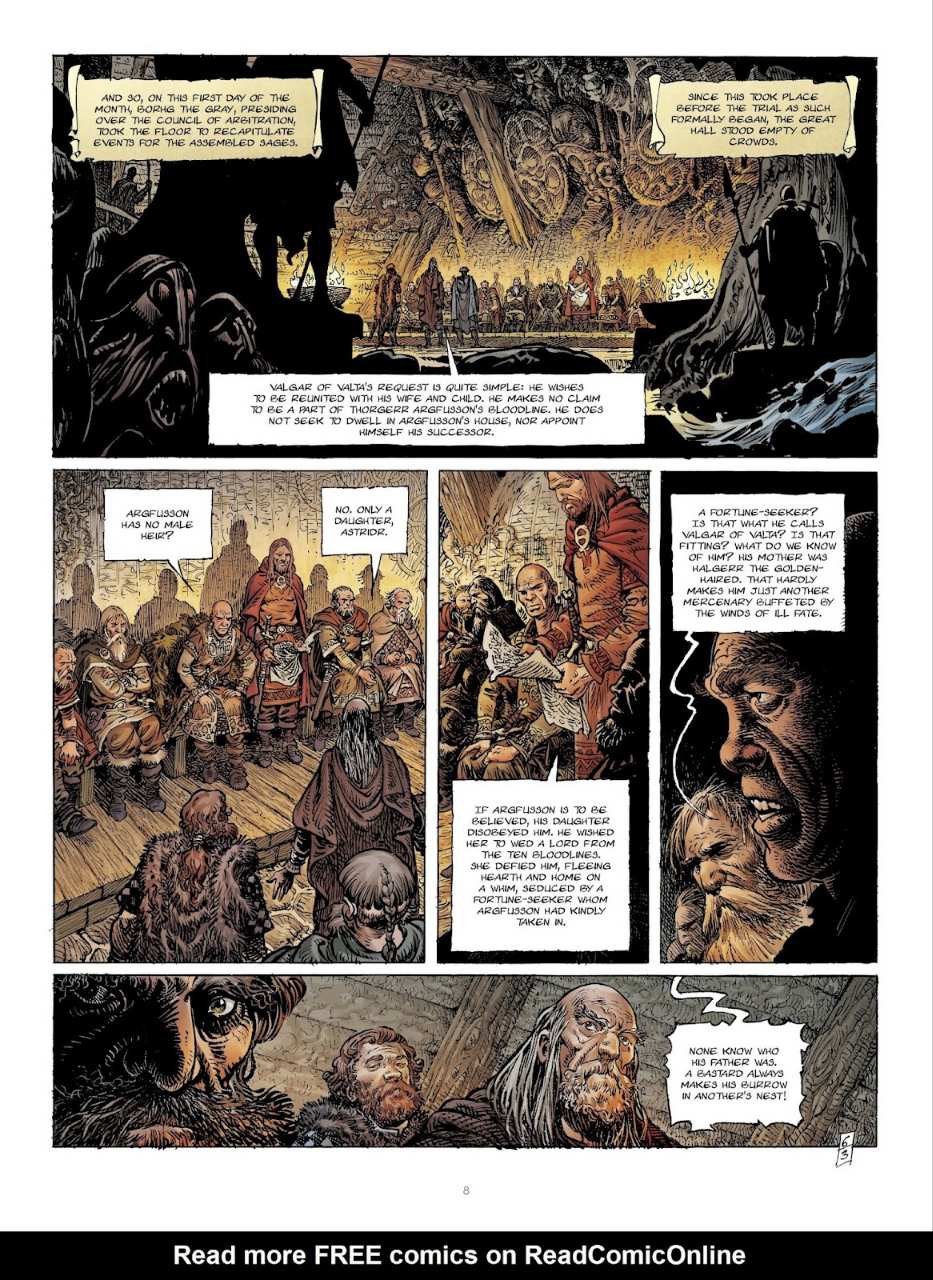 AND SO, ON THIS FIRST DAY OF THE
MONTH, BORHG THE GRAY, PRESIDING
OVER THE COUNCIL OF ARBITRATION,
TOOK THE FLOOR TO RECAPITULATE
EVENTS FOR THE ASSEMBLED SAGES.
SINCE THIS TOOK PLACE
BEFORE THE TRIAL AS SUCH
FORMALLY BEGAN, THE GREAT
HALL STOOD EMPTY OF
CROWDS.
VALGAR OF VALTA'S REQUEST IS QUITE SIMPLE: HE WISHES
TO BE REUNITED WITH HIS WIFE AND CHILD. HE MAKES NO CLAIM
TO BE A PART OF THORGERR ARGFUSSON'S BLOODLINE. HE DOES
NOT SEEK TO DWELL IN ARGFUSSON'S HOUSE, NOR APPOINT
HIMSELF HIS SUCCESSOR.
ARGFUSSON
HAS NO MALE
HEIR?
NO. ONLY A
DAUGHTER,
ASTRIDR.
IF ARGFUSSON IS TO BE
BELIEVED, HIS DAUGHTER
DISOBEYED HIM. HE WISHED
HER TO WED A LORD FROM
THE TEN BLOODLINES.
SHE DEFIED HIM, FLEEING
HEARTH AND HOME ON
A WHIM, SEDUCED BY A
FORTUNE-SEEKER WHOM
ARGFUSSON HAD KINDLY
TAKEN IN.
A FORTUNE-SEEKER?
IS THAT WHAT HE CALLS
VALGAR OF VALTA? IS THAT
FITTING? WHAT DO WE KNOW
OF HIM? HIS MOTHER WAS
HALGERR THE GOLDEN-
HAIRED. THAT HARDLY
MAKES HIM JUST ANOTHER
MERCENARY BUFFETED BY
THE WINDS OF ILL FATE.
NONE KNOW WHO
HIS FATHER WAS.
A BASTARD ALWAYS
MAKES HIS BURROW
IN ANOTHER'S NEST!
6
3
8
Read more FREE comics on ReadComicOnline